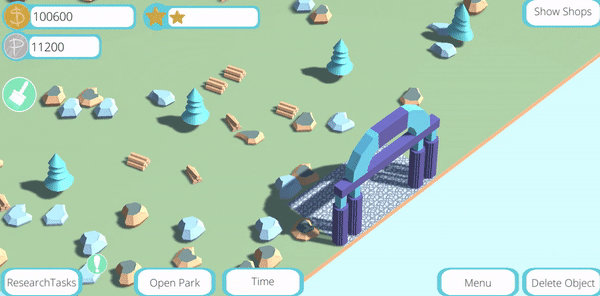 100600
Show Shops
11200
ResearchTasks
Open Park
Time
Menu
Delete Object